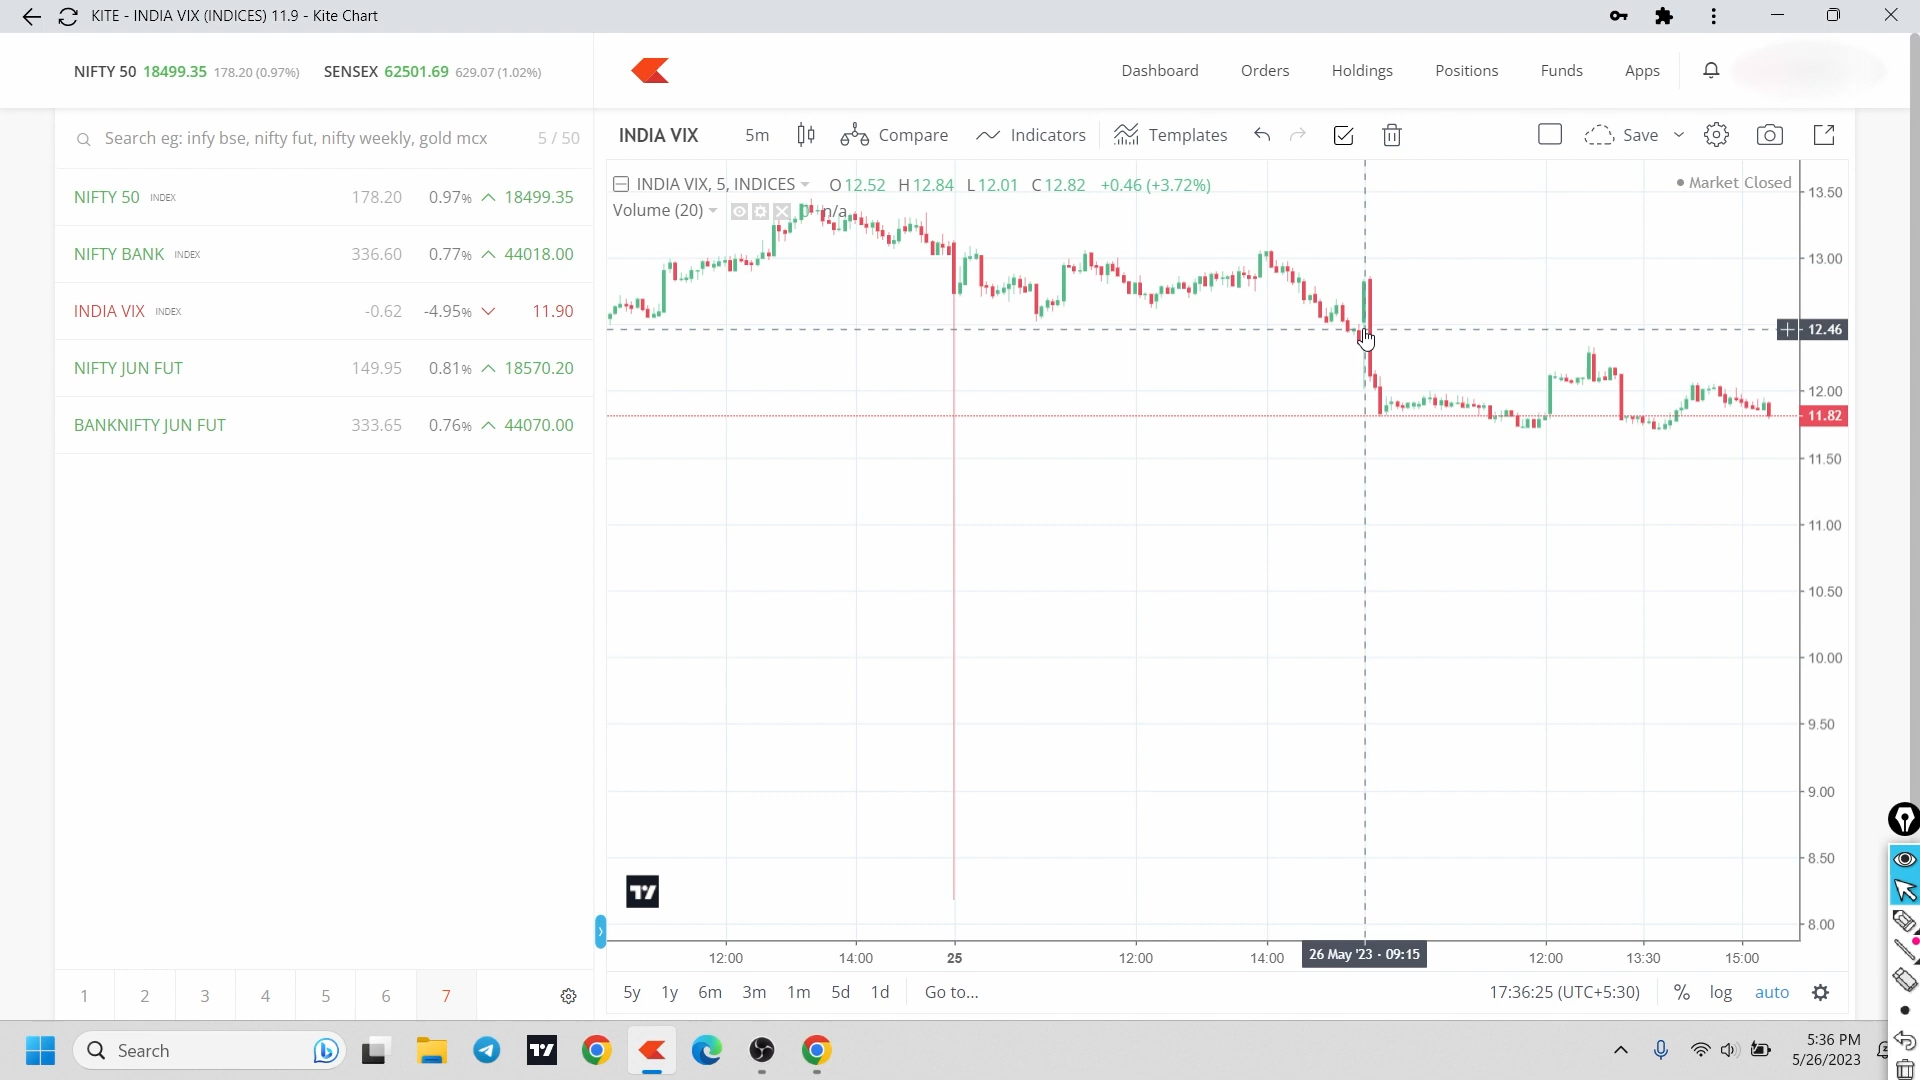 KITE - INDIA VIX (INDICES) 11.9 - Kite Chart
NIFTY 50 18499.35 178.20 (0.97%) SENSEX 62501.69 629.07 (1.02%)
Dashboard Orders Holdings Positions Funds Apps
Search eg: infy bse, nifty fut, nifty weekly, gold mcx 5 / 50
INDIA VIX 5m Compare Indicators Templates Save
NIFTY 50 INDEX 178.20 0.97% 18499.35
NIFTY BANK INDEX 336.60 0.77% 44018.00
INDIA VIX INDEX -0.62 -4.95% 11.90
NIFTY JUN FUT 149.95 0.81% 18570.20
BANKNIFTY JUN FUT 333.65 0.76% 44070.00
INDIA VIX, 5, INDICES O12.52 H12.84 L12.01 C12.82 +0.46 (+3.72%)
Market Closed
Volume (20) n/a
13.50
13.00
12.46
12.00
11.82
11.50
11.00
10.50
10.00
9.50
9.00
8.50
8.00
12:00 14:00 25 12:00 14:00 26 May '23 · 09:15 12:00 13:30 15:00
5y 1y 6m 3m 1m 5d 1d Go to... 17:36:25 (UTC+5:30) % log auto
1 2 3 4 5 6 7
Search
5:36 PM
5/26/2023